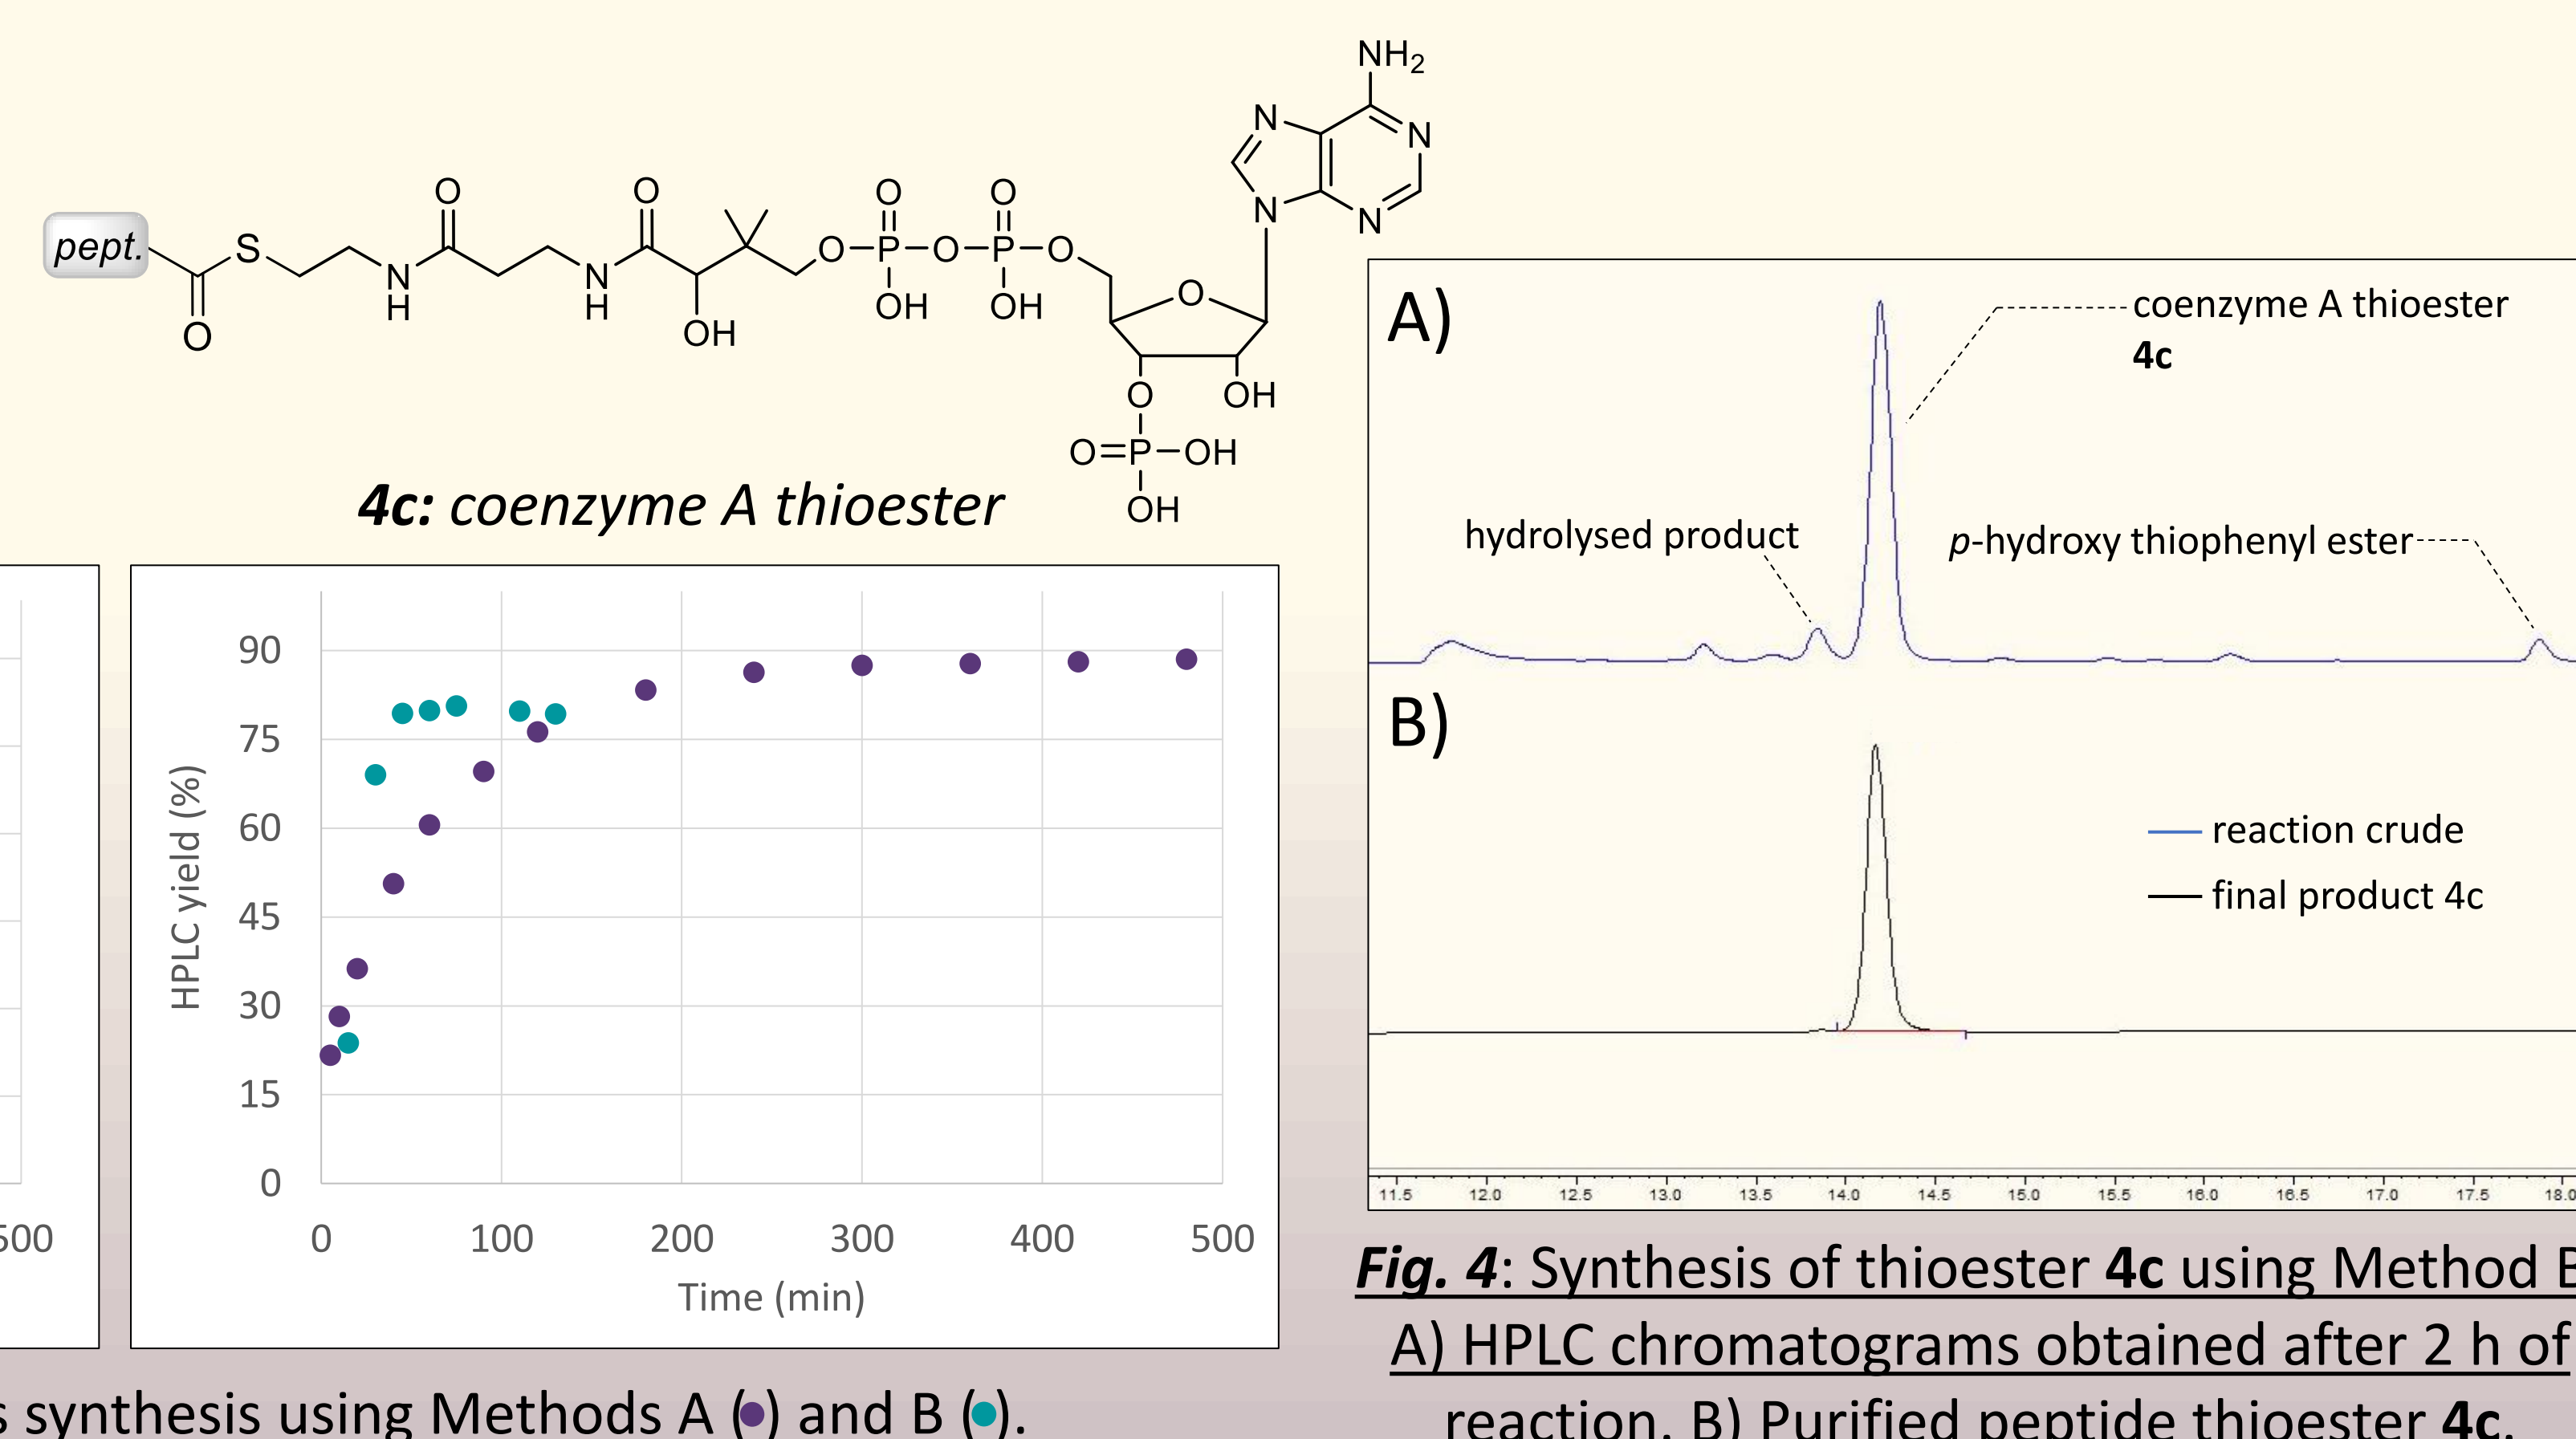 NH2
N
N
N
N
O
O
O
O
pept.
S
O
P
O
P
O
N
H
N
H
OH
OH
O
O
OH
O
OH
O=P-OH
OH
4c: coenzyme A thioester
90
75
60
45
30
15
0
HPLC yield (%)
0
100
200
300
400
500
Time (min)
500
s synthesis using Methods A (●) and B (●).
A)
coenzyme A thioester
4c
hydrolysed product
p-hydroxy thiophenyl ester
B)
reaction crude
final product 4c
11.5
12.0
12.5
13.0
13.5
14.0
14.5
15.0
15.5
16.0
16.5
17.0
17.5
18.0
Fig. 4: Synthesis of thioester 4c using Method B
A) HPLC chromatograms obtained after 2 h of
reaction. B) Purified peptide thioester 4c.